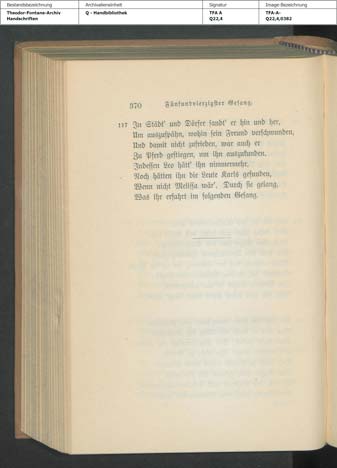 Bestandsbezeichnung
Archivalieneinheit
Signatur
Image-Bezeichnung
Theodor-Fontane-Archiv
Handschriften
Q - Handbibliothek
TFA A
Q22,4
TFA-A-
Q22,4,0382
370 Fünfundvierzigster Gesang.
117 In Städt' und Dörfer sandt' er hin und her,
Um auszuspähn, wohin sein Freund verschwunden,
Und damit nicht zufrieden, war auch er
Zu Pferd gestiegen, um ihn auszukunden.
Indessen Leo hätt' ihn nimmermehr,
Noch hätten ihn die Leute Karls gefunden,
Wenn nicht Melissa wär'. Durch sie gelang,
Was ihr erfahrt im folgenden Gesang.